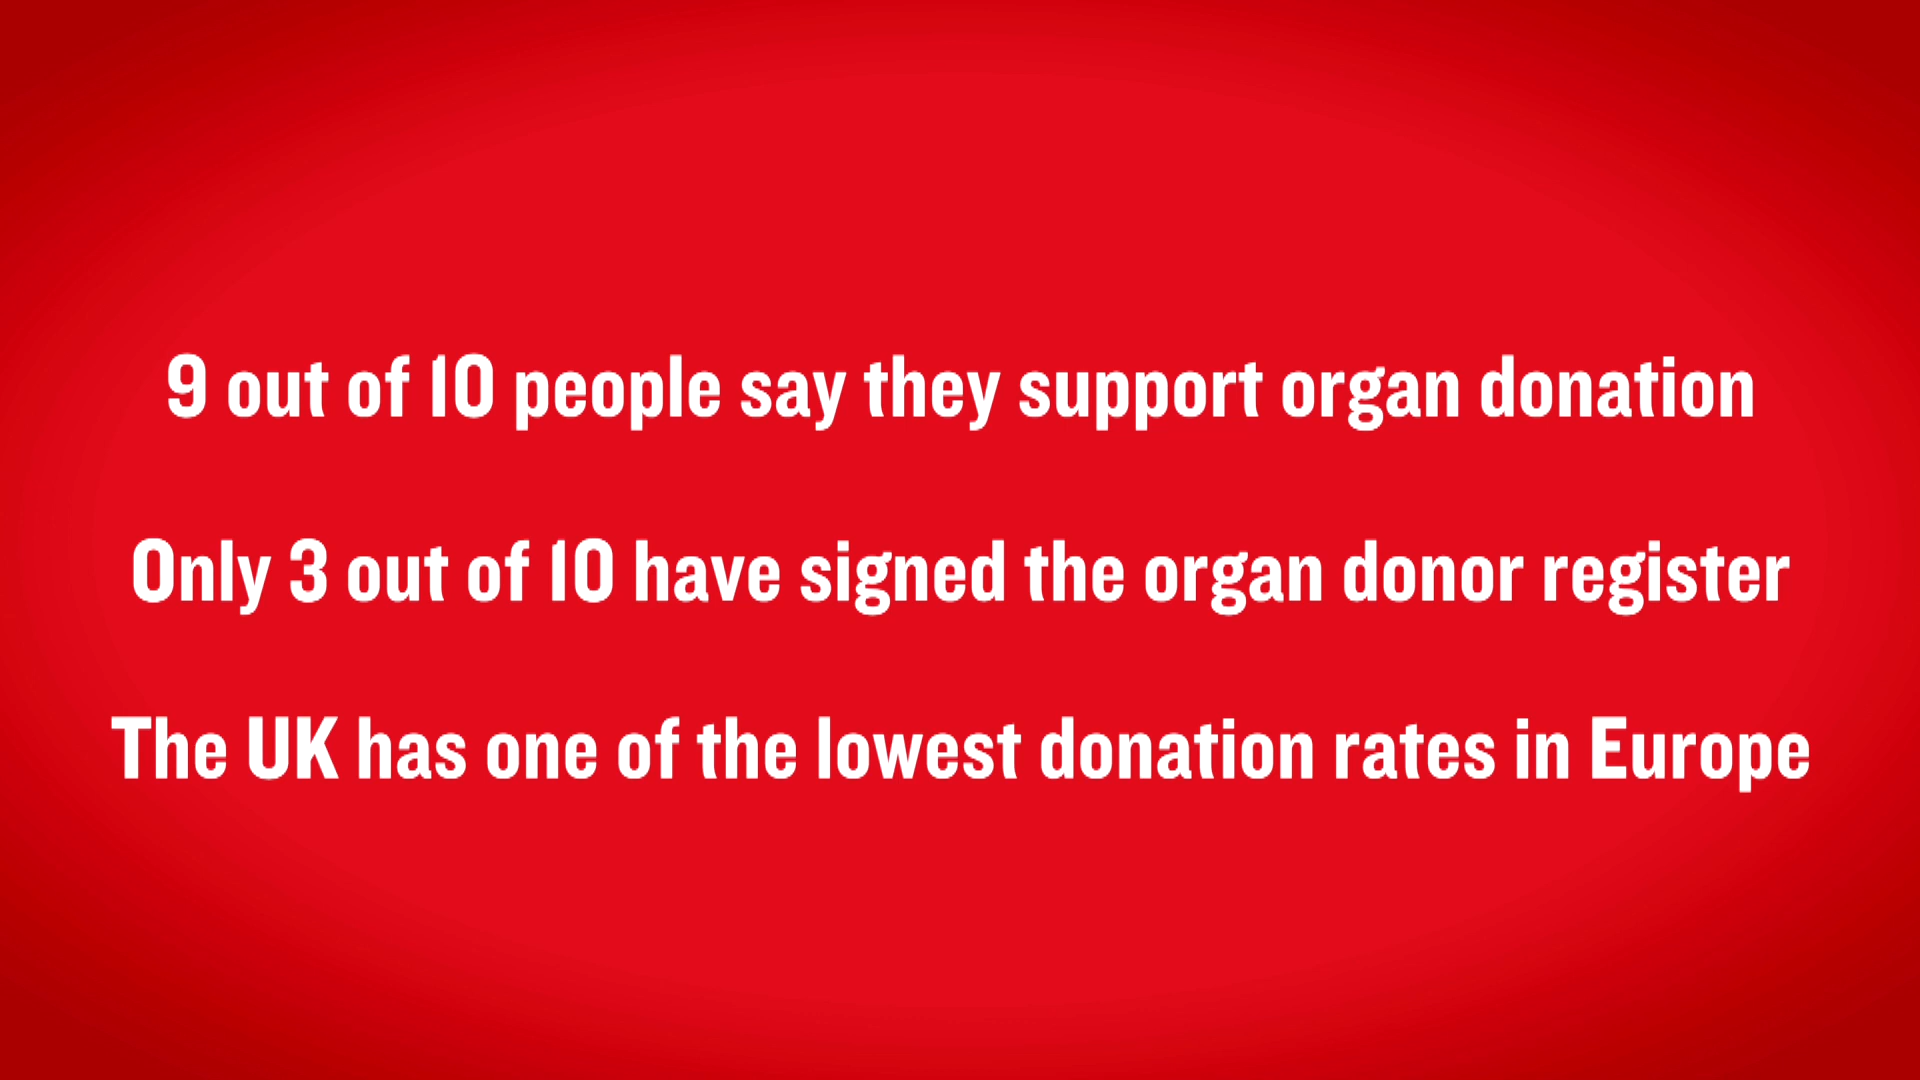 9 out of 10 people say they support organ donation
Only 3 out of 10 have signed the organ donor register
The UK has one of the lowest donation rates in Europe